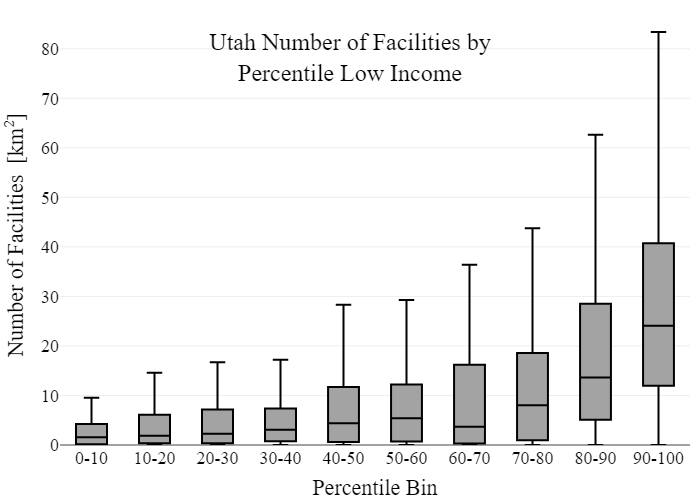 Utah Number of Facilities by
Percentile Low Income
Number of Facilities [km²]
80
70
60
50
40
30
20
10
0
0-10 10-20 20-30 30-40 40-50 50-60 60-70 70-80 80-90 90-100
Percentile Bin